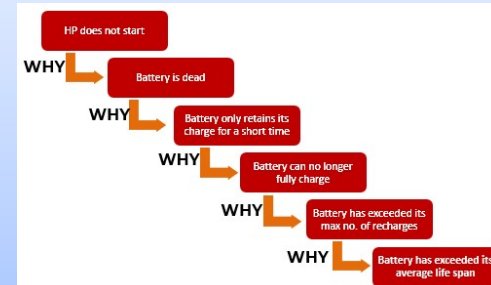 HP does not start
WHY
Battery is dead
WHY
Battery only retains its
charge for a short time
WHY
Battery can no longer
fully charge
WHY
Battery has exceeded its
max no. of recharges
WHY
Battery has exceeded its
average life span